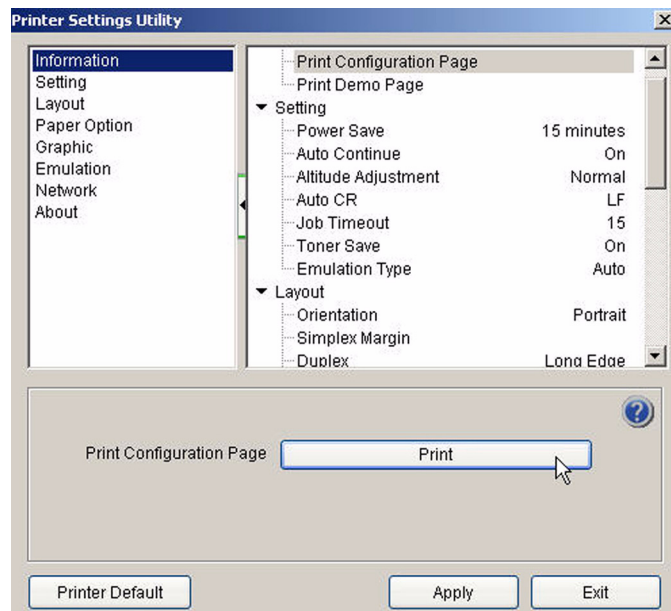 Printer Settings Utility
Information
Setting
Layout
Paper Option
Graphic
Emulation
Network
About
Print Configuration Page
Print Demo Page
Setting
Power Save 15 minutes
Auto Continue On
Altitude Adjustment Normal
Auto CR LF
Job Timeout 15
Toner Save On
Emulation Type Auto
Layout
Orientation Portrait
Simplex Margin
Duplex Long Edge
Print Configuration Page Print
Printer Default Apply Exit